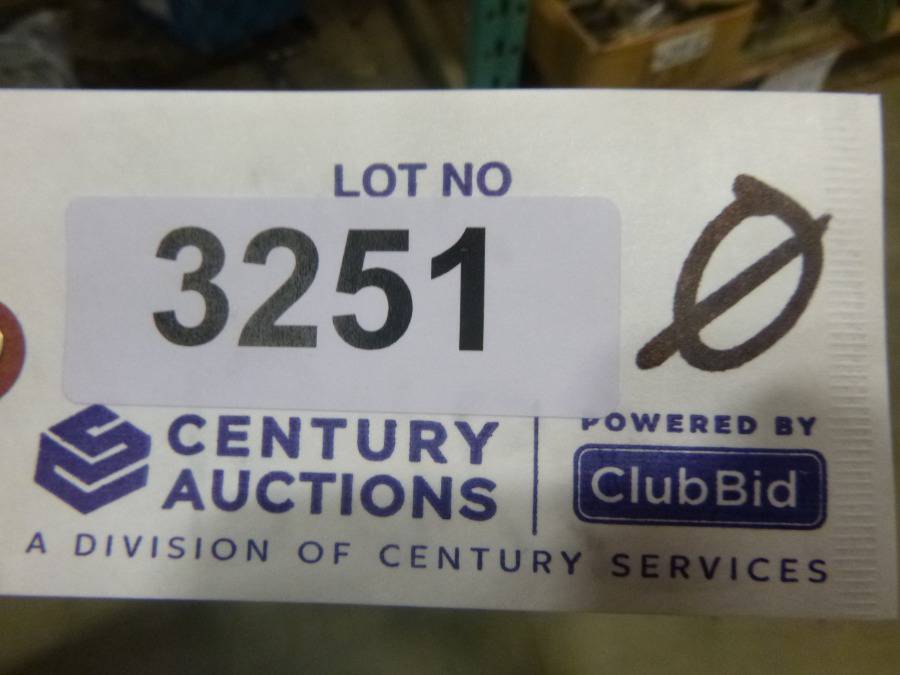 LOT NO
3251
Ø
CENTURY
AUCTIONS
POWERED BY
ClubBid
A DIVISION OF CENTURY SERVICES